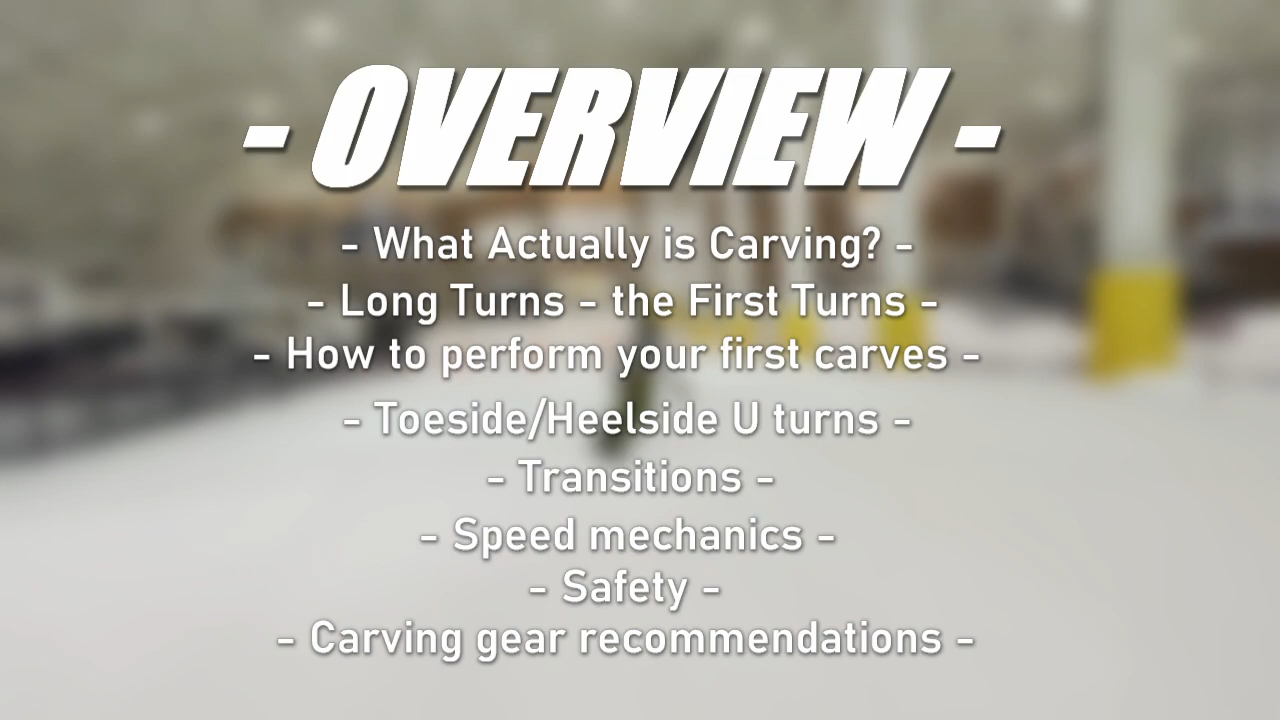 - OVERVIEW -
- What Actually is Carving? -
- Long Turns - the First Turns -
- How to perform your first carves -
- Toeside/Heelside U turns -
- Transitions -
- Speed mechanics -
- Safety -
- Carving gear recommendations -